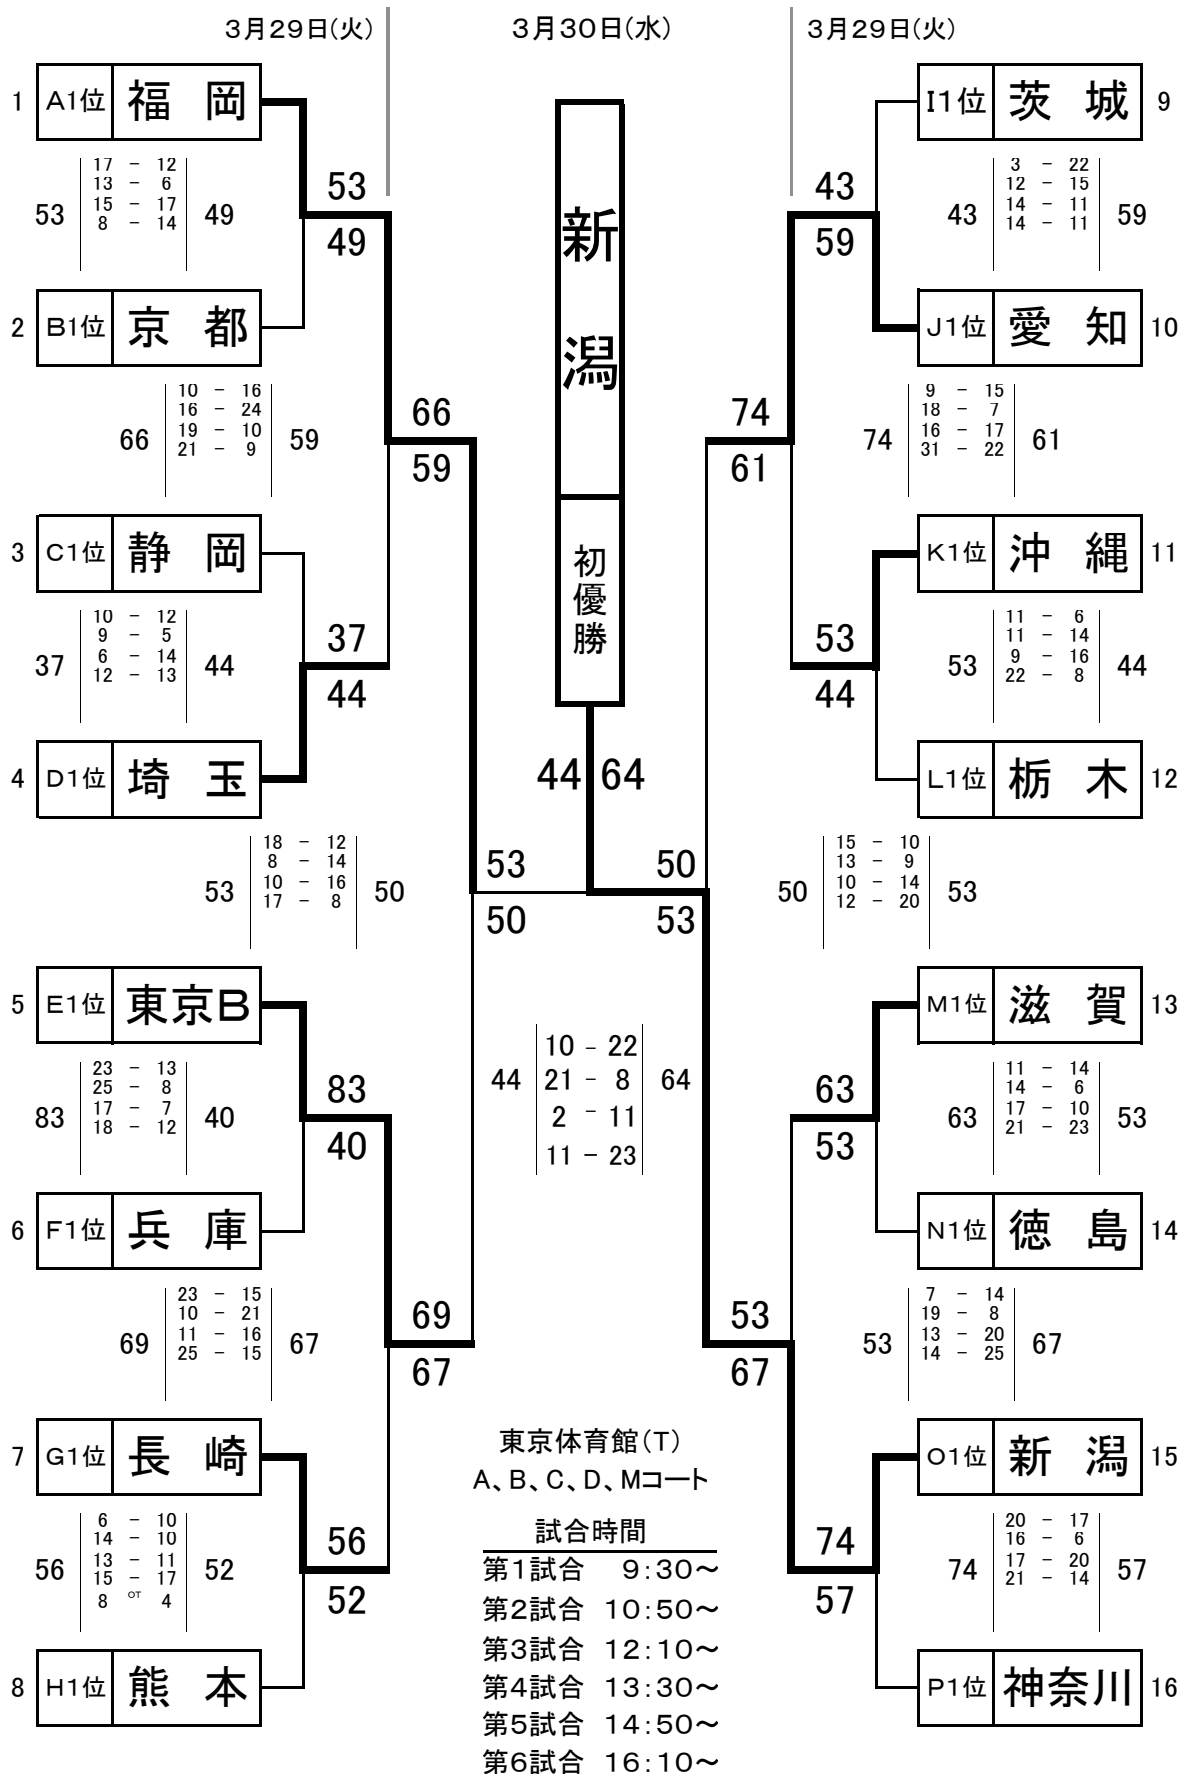 3月29日(火)
3月30日(水)
3月29日(火)
1 A1位 福 岡
17 － 12
13 － 6
15 － 17
8 － 14
53 49
53
49
2 B1位 京 都
10 － 16
16 － 24
19 － 10
21 － 9
66 59
66
59
3 C1位 静 岡
10 － 12
9 － 5
6 － 14
12 － 13
37 44
37
44
4 D1位 埼 玉
18 － 12
8 － 14
10 － 16
17 － 8
53 50
53
50
5 E1位 東京B
23 － 13
25 － 8
17 － 7
18 － 12
83 40
83
40
6 F1位 兵 庫
23 － 15
10 － 21
11 － 16
25 － 15
69 67
69
67
7 G1位 長 崎
6 － 10
14 － 10
13 － 11
15 － 17
8 OT 4
56 52
56
52
8 H1位 熊 本
新潟
初優勝
44 64
10 － 22
21 － 8
2 － 11
11 － 23
44 64
東京体育館(T)
A、B、C、D、Mコート
試合時間
第1試合 9:30～
第2試合 10:50～
第3試合 12:10～
第4試合 13:30～
第5試合 14:50～
第6試合 16:10～
I1位 茨 城 9
3 － 22
12 － 15
14 － 11
14 － 11
43 59
43
59
J1位 愛 知 10
9 － 15
18 － 7
16 － 17
31 － 22
74 61
74
61
K1位 沖 縄 11
11 － 6
11 － 14
9 － 16
22 － 8
53 44
53
44
L1位 栃 木 12
15 － 10
13 － 9
10 － 14
12 － 20
50 53
50
53
M1位 滋 賀 13
11 － 14
14 － 6
17 － 10
21 － 23
63 53
63
53
N1位 徳 島 14
7 － 14
19 － 8
13 － 20
14 － 25
53 67
53
67
O1位 新 潟 15
20 － 17
16 － 6
17 － 20
21 － 14
74 57
74
57
P1位 神奈川 16